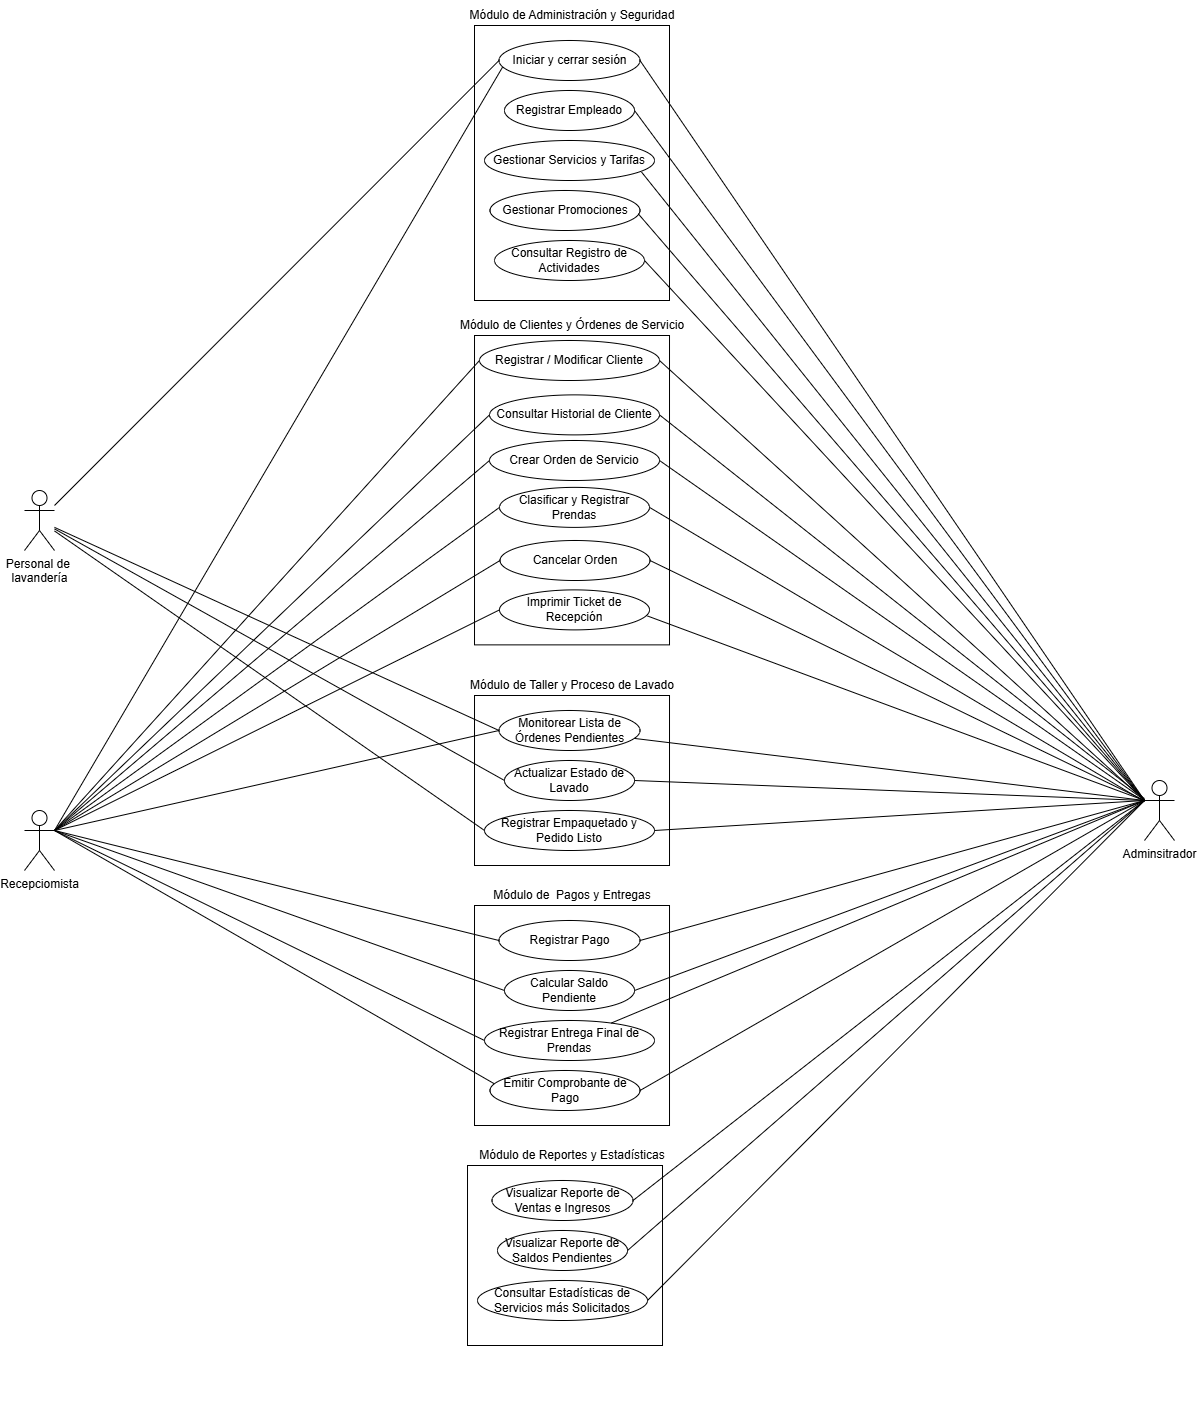 Módulo de Administración y Seguridad
Iniciar y cerrar sesión
Registrar Empleado
Gestionar Servicios y Tarifas
Gestionar Promociones
Consultar Registro de
Actividades
Módulo de Clientes y Órdenes de Servicio
Registrar / Modificar Cliente
Consultar Historial de Cliente
Crear Orden de Servicio
Clasificar y Registrar
Prendas
Cancelar Orden
Imprimir Ticket de
Recepción
Personal de
lavandería
Módulo de Taller y Proceso de Lavado
Monitorear Lista de
Órdenes Pendientes
Actualizar Estado de
Lavado
Registrar Empaquetado y
Pedido Listo
Recepciomista
Adminsitrador
Módulo de  Pagos y Entregas
Registrar Pago
Calcular Saldo
Pendiente
Registrar Entrega Final de
Prendas
Emitir Comprobante de
Pago
Módulo de Reportes y Estadísticas
Visualizar Reporte de
Ventas e Ingresos
Visualizar Reporte de
Saldos Pendientes
Consultar Estadísticas de
Servicios más Solicitados